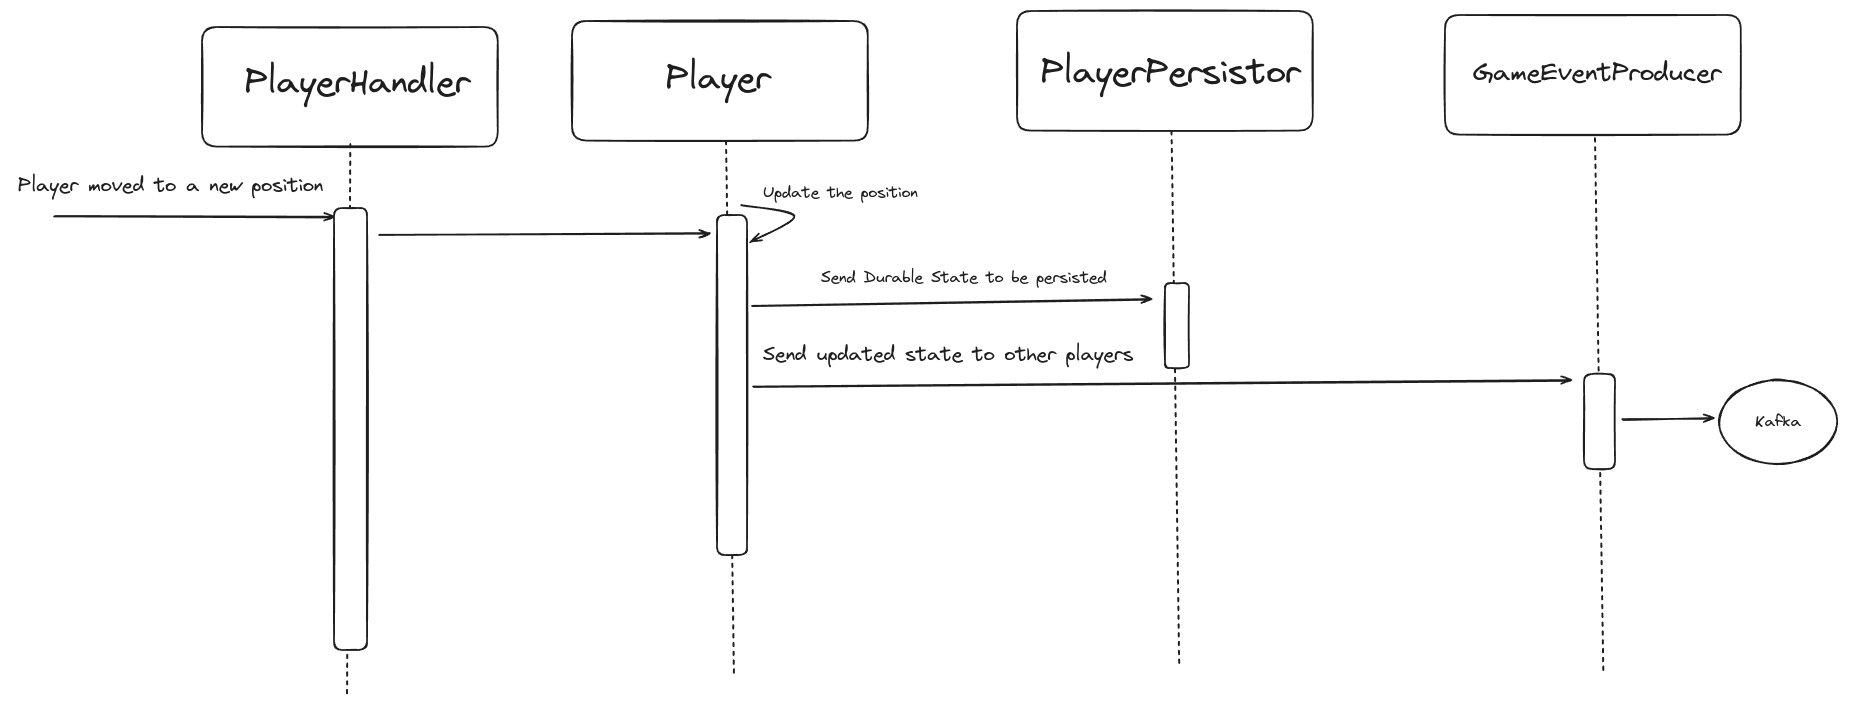 PlayerHandler
Player
PlayerPersistor
GameEventProducer
Player moved to a new position
Update the position
Send Durable State to be persisted
Send updated state to other players
Kafka